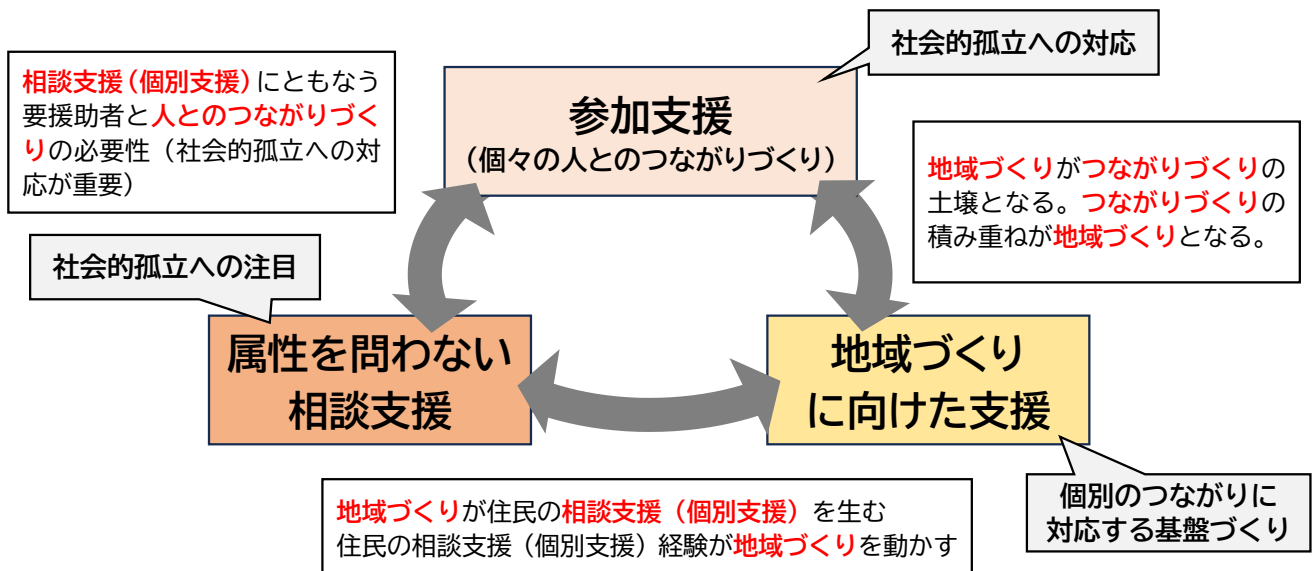 社会的孤立への対応
相談支援（個別支援）にともなう
要援助者と人とのつながりづく
りの必要性（社会的孤立への対
応が重要）
参加支援
（個々の人とのつながりづくり）
地域づくりがつながりづくりの
土壌となる。つながりづくりの
積み重ねが地域づくりとなる。
社会的孤立への注目
属性を問わない
相談支援
地域づくり
に向けた支援
地域づくりが住民の相談支援（個別支援）を生む
住民の相談支援（個別支援）経験が地域づくりを動かす
個別のつながりに
対応する基盤づくり